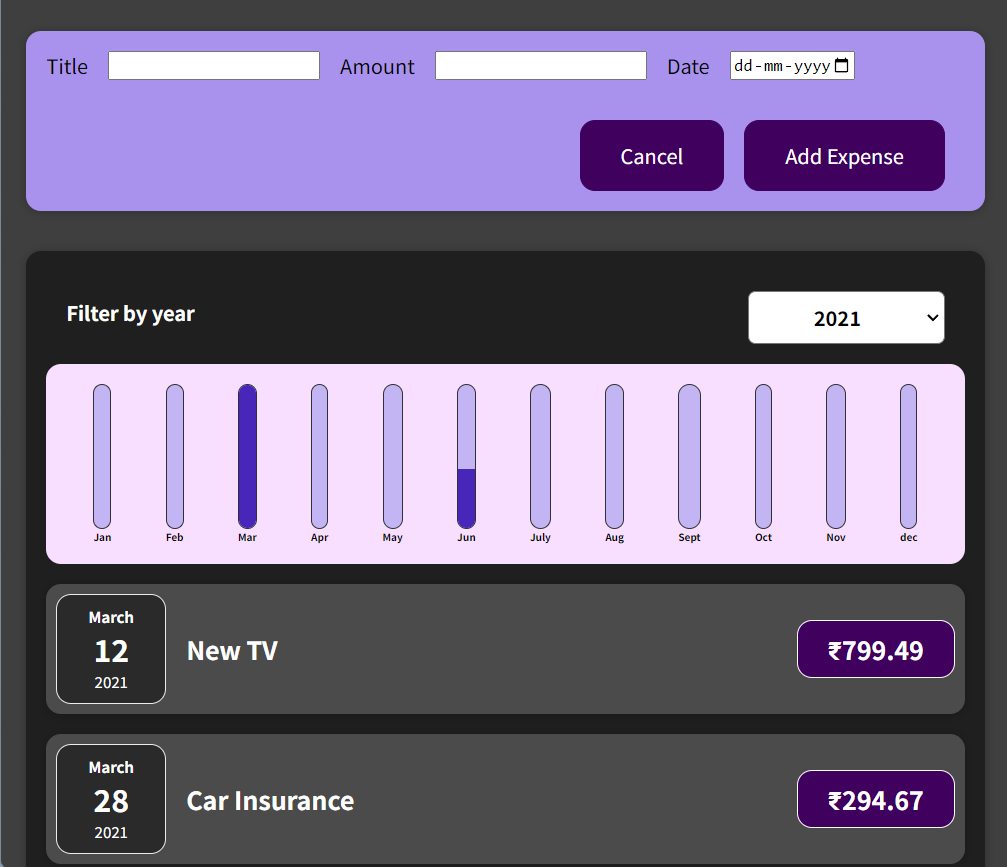 Title Amount Date dd-mm-yyyy
Cancel Add Expense
Filter by year 2021
Jan Feb Mar Apr May Jun July Aug Sept Oct Nov dec
March
12
2021
New TV
₹799.49
March
28
2021
Car Insurance
₹294.67